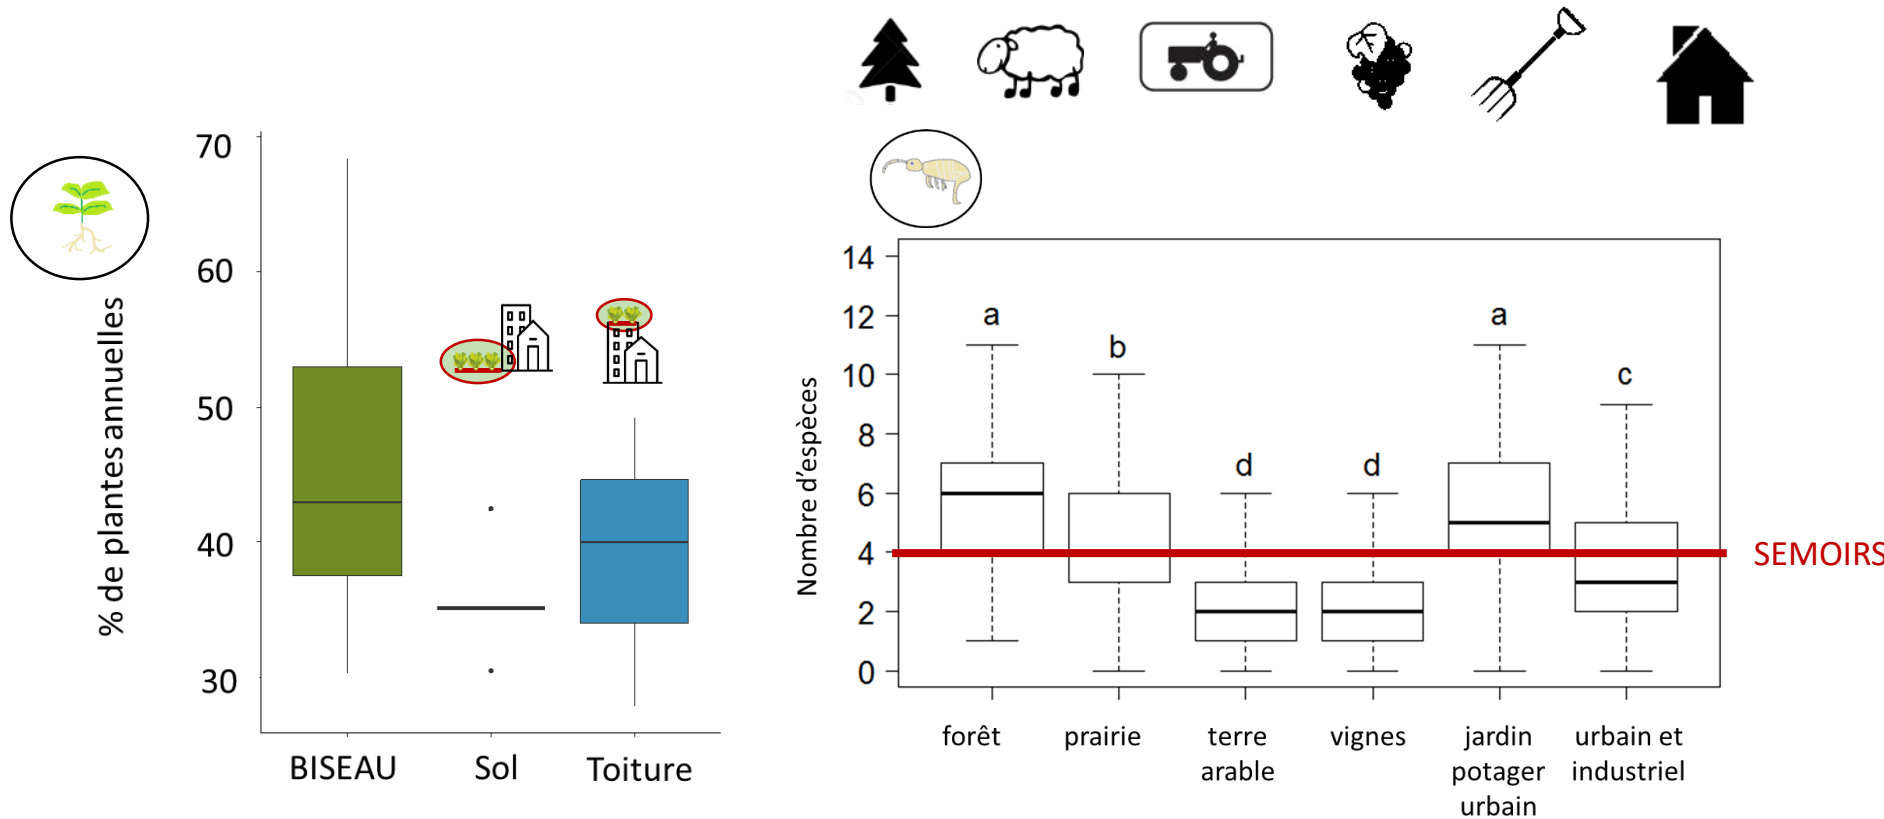 70
60
50
40
30
% de plantes annuelles
BISEAU
Sol
Toiture
14
12
10
8
6
4
2
0
Nombre d'espèces
a
b
d
d
a
c
SEMOIRS
forêt
prairie
terre
arable
vignes
jardin
potager
urbain
urbain et
industriel